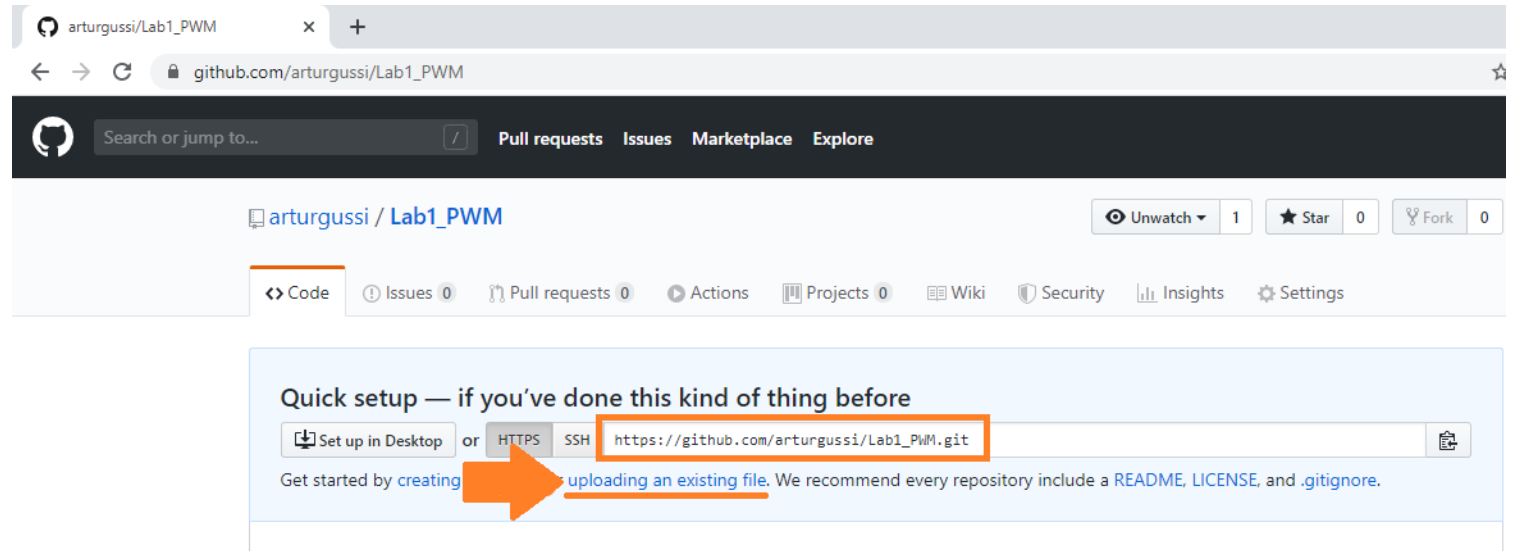 arturgussi/Lab1_PWM × +
github.com/arturgussi/Lab1_PWM
Search or jump to... / Pull requests Issues Marketplace Explore
arturgussi / Lab1_PWM Unwatch 1 Star 0 Fork 0
<> Code Issues 0 Pull requests 0 Actions Projects 0 Wiki Security Insights Settings
Quick setup — if you’ve done this kind of thing before
Set up in Desktop or HTTPS SSH https://github.com/arturgussi/Lab1_PWM.git
Get started by creating uploading an existing file. We recommend every repository include a README, LICENSE, and .gitignore.